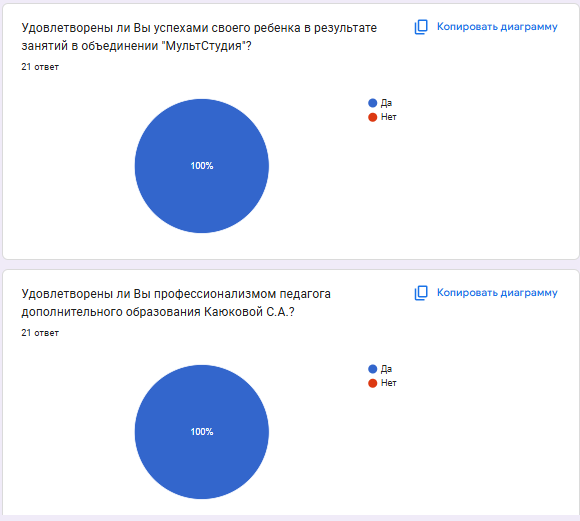 Удовлетворены ли Вы успехами своего ребенка в результате
занятий в объединении "МультСтудия"?
Копировать диаграмму
21 ответ
Да
Нет
100%
Удовлетворены ли Вы профессионализмом педагога
дополнительного образования Каюковой С.А.?
Копировать диаграмму
21 ответ
Да
Нет
100%